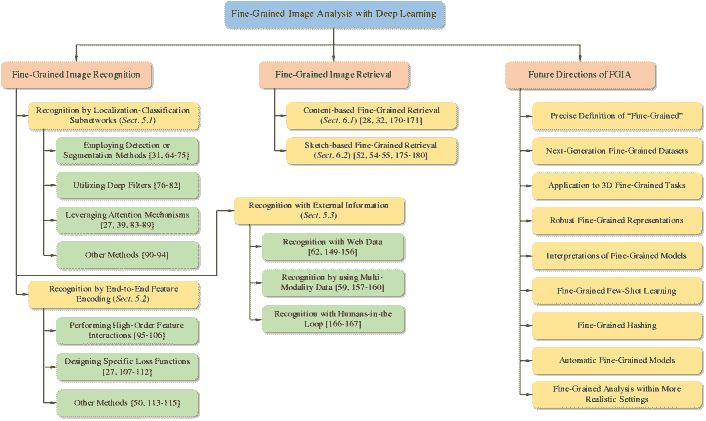 Fine-Grained Image Analysis with Deep Learning
Fine-Grained Image Recognition
Recognition by Localization-Classification
Subnetworks (Sect. 5.1)
Employing Detection or
Segmentation Methods [31, 64-75]
Utilizing Deep Filters [76-82]
Leveraging Attention Mechanisms
[27, 39, 83-89]
Other Methods [90-94]
Recognition by End-to-End Feature
Encoding (Sect. 5.2)
Performing High-Order Feature
Interactions [95-106]
Designing Specific Loss Functions
[27, 107-112]
Other Methods [50, 113-115]
Recognition with External Information
(Sect. 5.3)
Recognition with Web Data
[62, 149-156]
Recognition by using Multi-
Modality Data [59, 157-160]
Recognition with Humans-in-the
Loop [166-167]
Fine-Grained Image Retrieval
Content-based Fine-Grained Retrieval
(Sect. 6.1) [28, 32, 170-171]
Sketch-based Fine-Grained Retrieval
(Sect. 6.2) [52, 54-55, 175-180]
Future Directions of FGIA
Precise Definition of “Fine-Grained”
Next-Generation Fine-Grained Datasets
Application to 3D Fine-Grained Tasks
Robust Fine-Grained Representations
Interpretations of Fine-Grained Models
Fine-Grained Few-Shot Learning
Fine-Grained Hashing
Automatic Fine-Grained Models
Fine-Grained Analysis within More
Realistic Settings